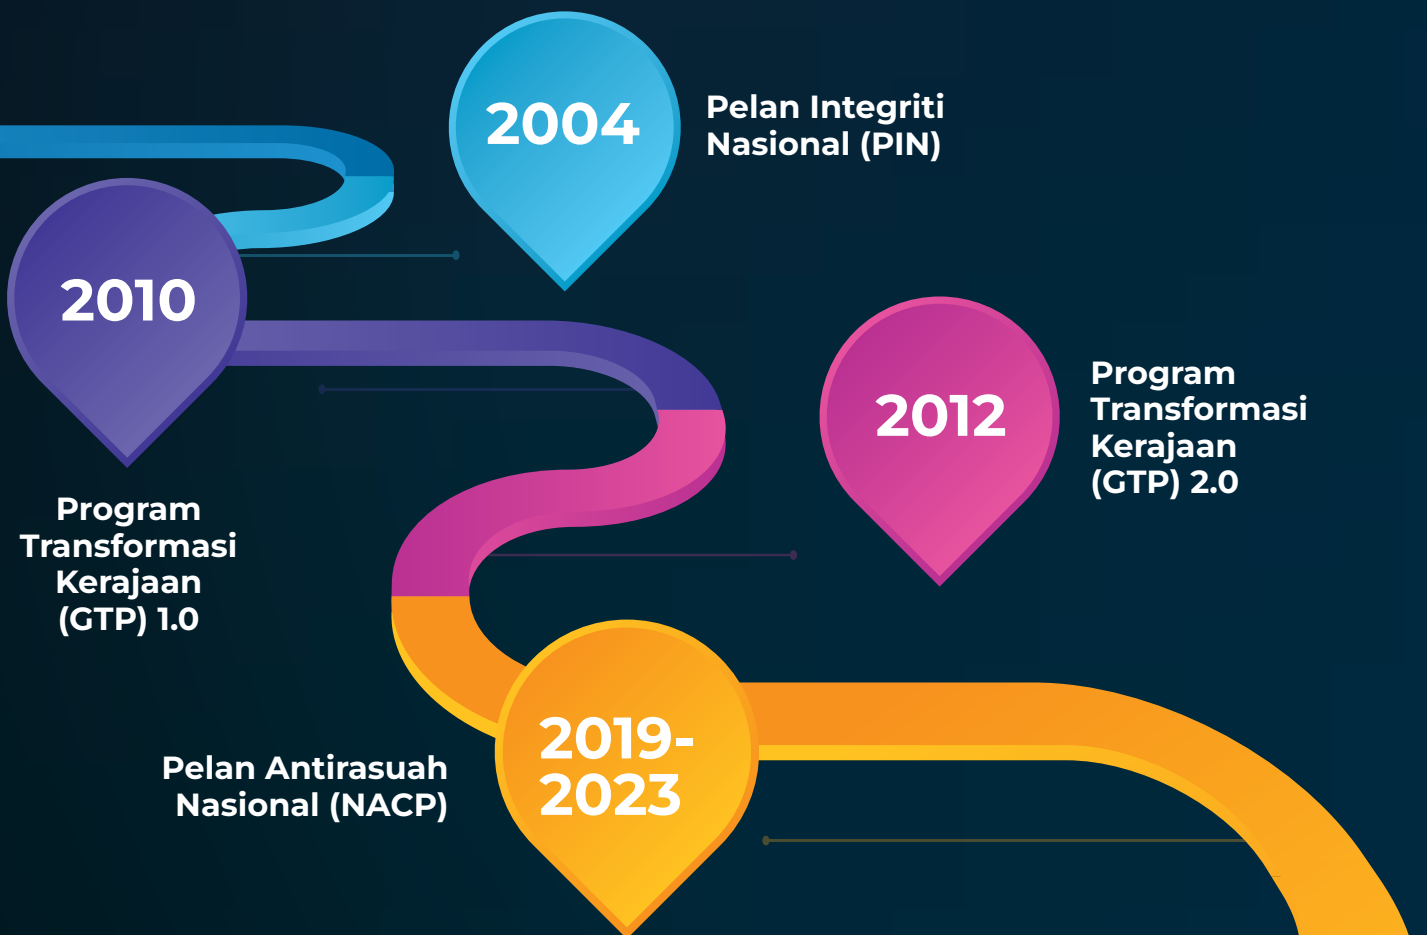 2004
Pelan Integriti
Nasional (PIN)
2010
Program
Transformasi
Kerajaan
(GTP) 1.0
2012
Program
Transformasi
Kerajaan
(GTP) 2.0
2019-
2023
Pelan Antirasuah
Nasional (NACP)